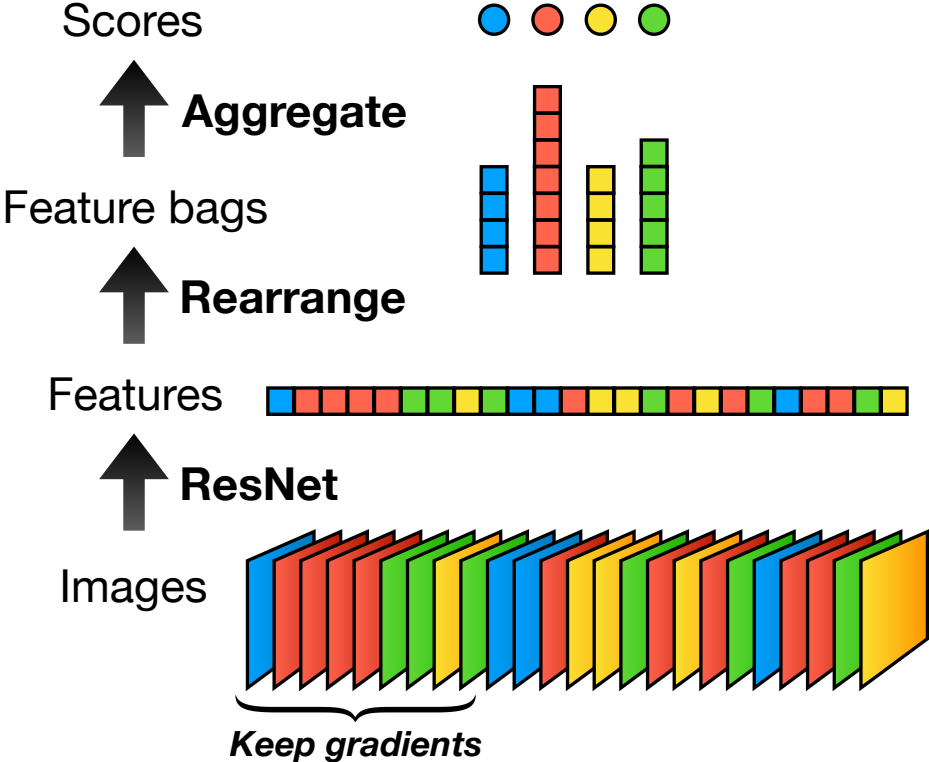 Scores
Aggregate
Feature bags
Rearrange
Features
ResNet
Images
Keep gradients